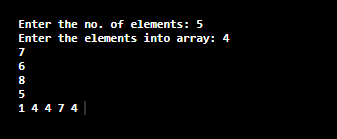 Enter the no. of elements: 5
Enter the elements into array: 4
7
6
8
5
1 4 4 7 4